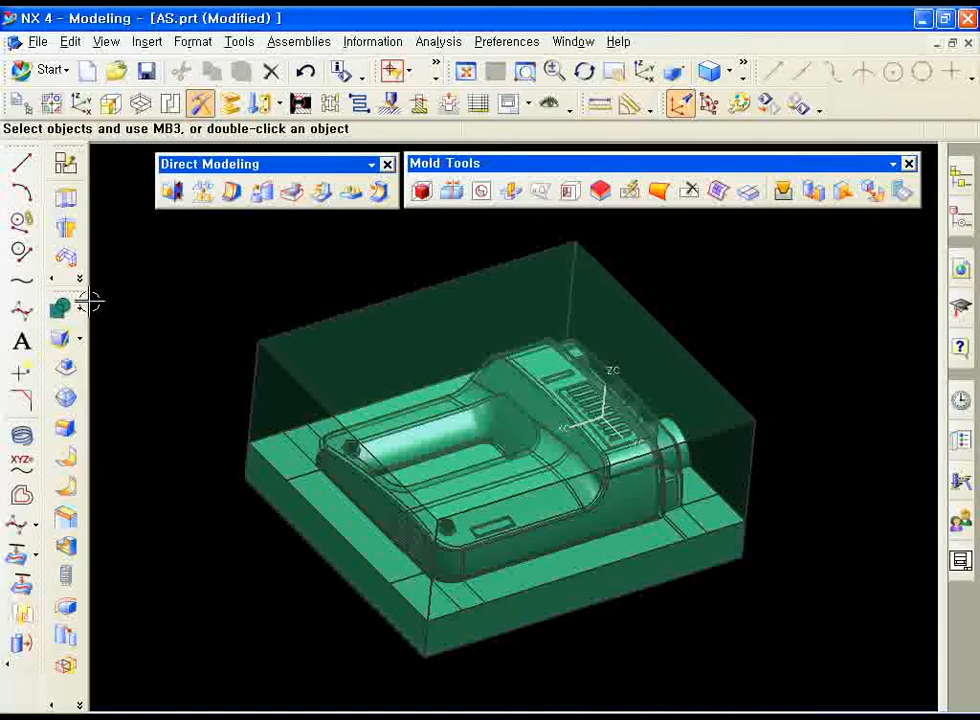 NX 4 - Modeling - [AS.prt (Modified) ]
File Edit View Insert Format Tools Assemblies Information Analysis Preferences Window Help
Start
Select objects and use MB3, or double-click an object
Direct Modeling
Mold Tools
A
XYZ
ZC